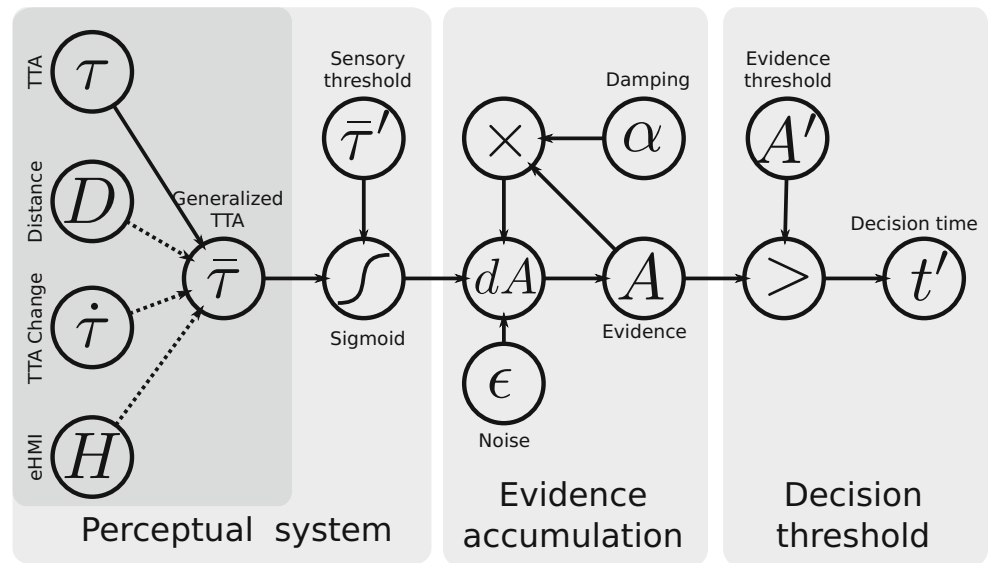 TTA
τ
Distance
D
TTA Change
τ̇
eHMI
H
Generalized
TTA
τ̄
Sensory
threshold
τ̄′
Sigmoid
Perceptual system
×
Damping
α
dA
A
Evidence
ϵ
Noise
Evidence
accumulation
Evidence
threshold
A′
>
Decision time
t′
Decision
threshold